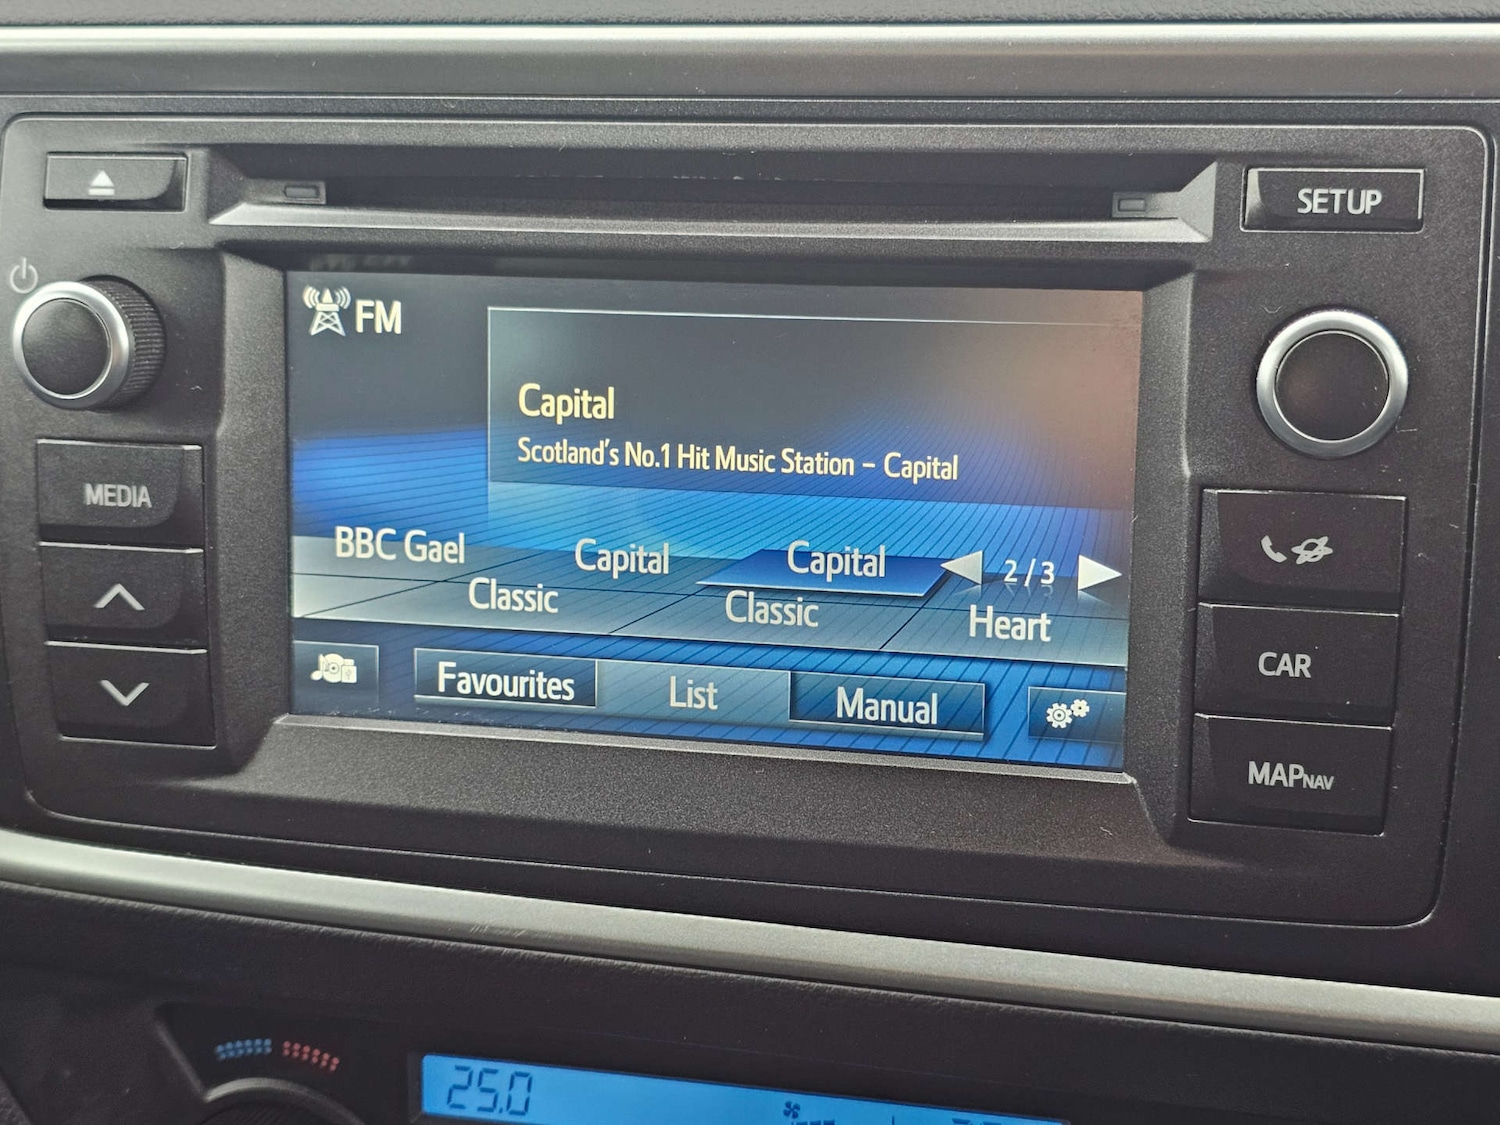 SETUP
FM
Capital
Scotland's No.1 Hit Music Station – Capital
MEDIA
BBC Gael Capital Capital 2/3
Classic Classic Heart
Favourites List Manual
CAR
MAPNAV
25.0